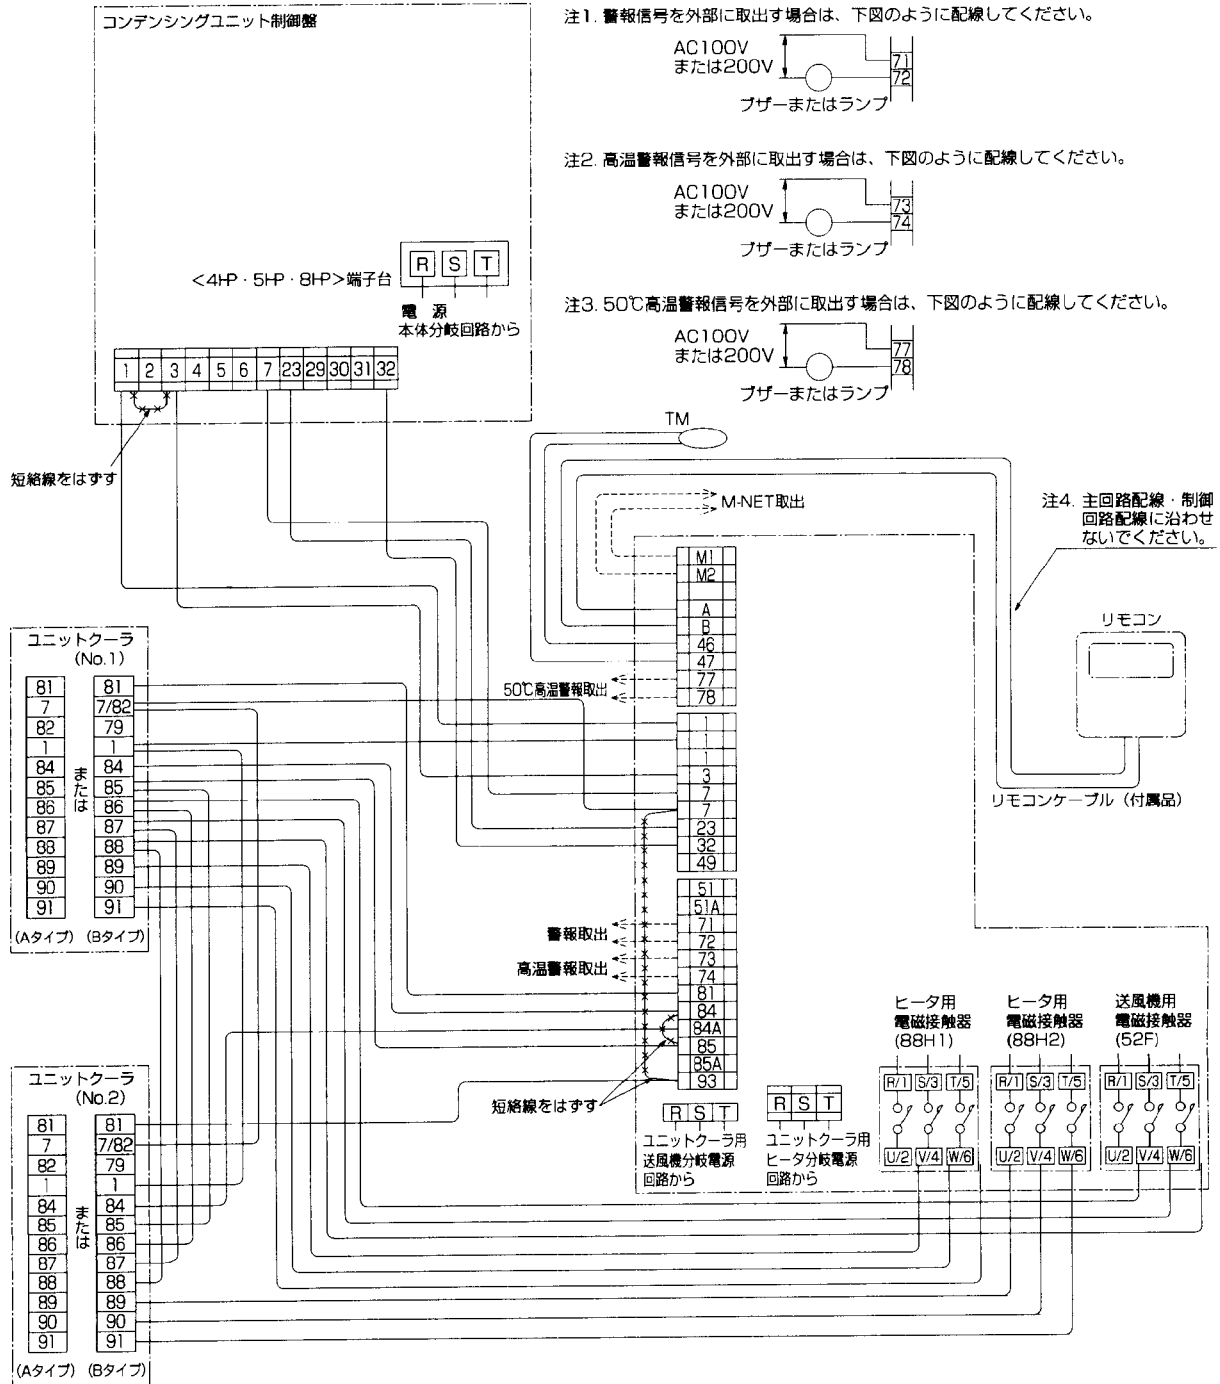 コンデンシングユニット制御盤
<4HP・5HP・8HP>端子台
R S T
電 源
本体分岐回路から
1 2 3 4 5 6 7 23 29 30 31 32
短絡線をはずす
注1. 警報信号を外部に取出す場合は、下図のように配線してください。
AC100V
または200V
71
72
ブザーまたはランプ
注2. 高温警報信号を外部に取出す場合は、下図のように配線してください。
AC100V
または200V
73
74
ブザーまたはランプ
注3. 50℃高温警報信号を外部に取出す場合は、下図のように配線してください。
AC100V
または200V
77
78
ブザーまたはランプ
TM
M-NET取出
注4. 主回路配線・制御
回路配線に沿わせ
ないでください。
リモコン
リモコンケーブル（付属品）
M1
M2
A
B
46
47
77
78
50℃高温警報取出
1
1
1
3
7
7
23
32
49
51
51A
71
72
73
74
81
84
84A
85
85A
93
警報取出
高温警報取出
短絡線をはずす
ユニットクーラ
(No.1)
81 81
7 7/82
82 79
1 1
84 84
85 85
86 86
87 87
88 88
89 89
90 90
91 91
または
(Aタイプ) (Bタイプ)
ユニットクーラ
(No.2)
81 81
7 7/82
82 79
1 1
84 84
85 85
86 86
87 87
88 88
89 89
90 90
91 91
または
(Aタイプ) (Bタイプ)
R S T
ユニットクーラ用
送風機分岐電源
回路から
R S T
ユニットクーラ用
ヒータ分岐電源
回路から
ヒータ用
電磁接触器
(88H1)
R/1 S/3 T/5
U/2 V/4 W/6
ヒータ用
電磁接触器
(88H2)
R/1 S/3 T/5
U/2 V/4 W/6
送風機用
電磁接触器
(52F)
R/1 S/3 T/5
U/2 V/4 W/6